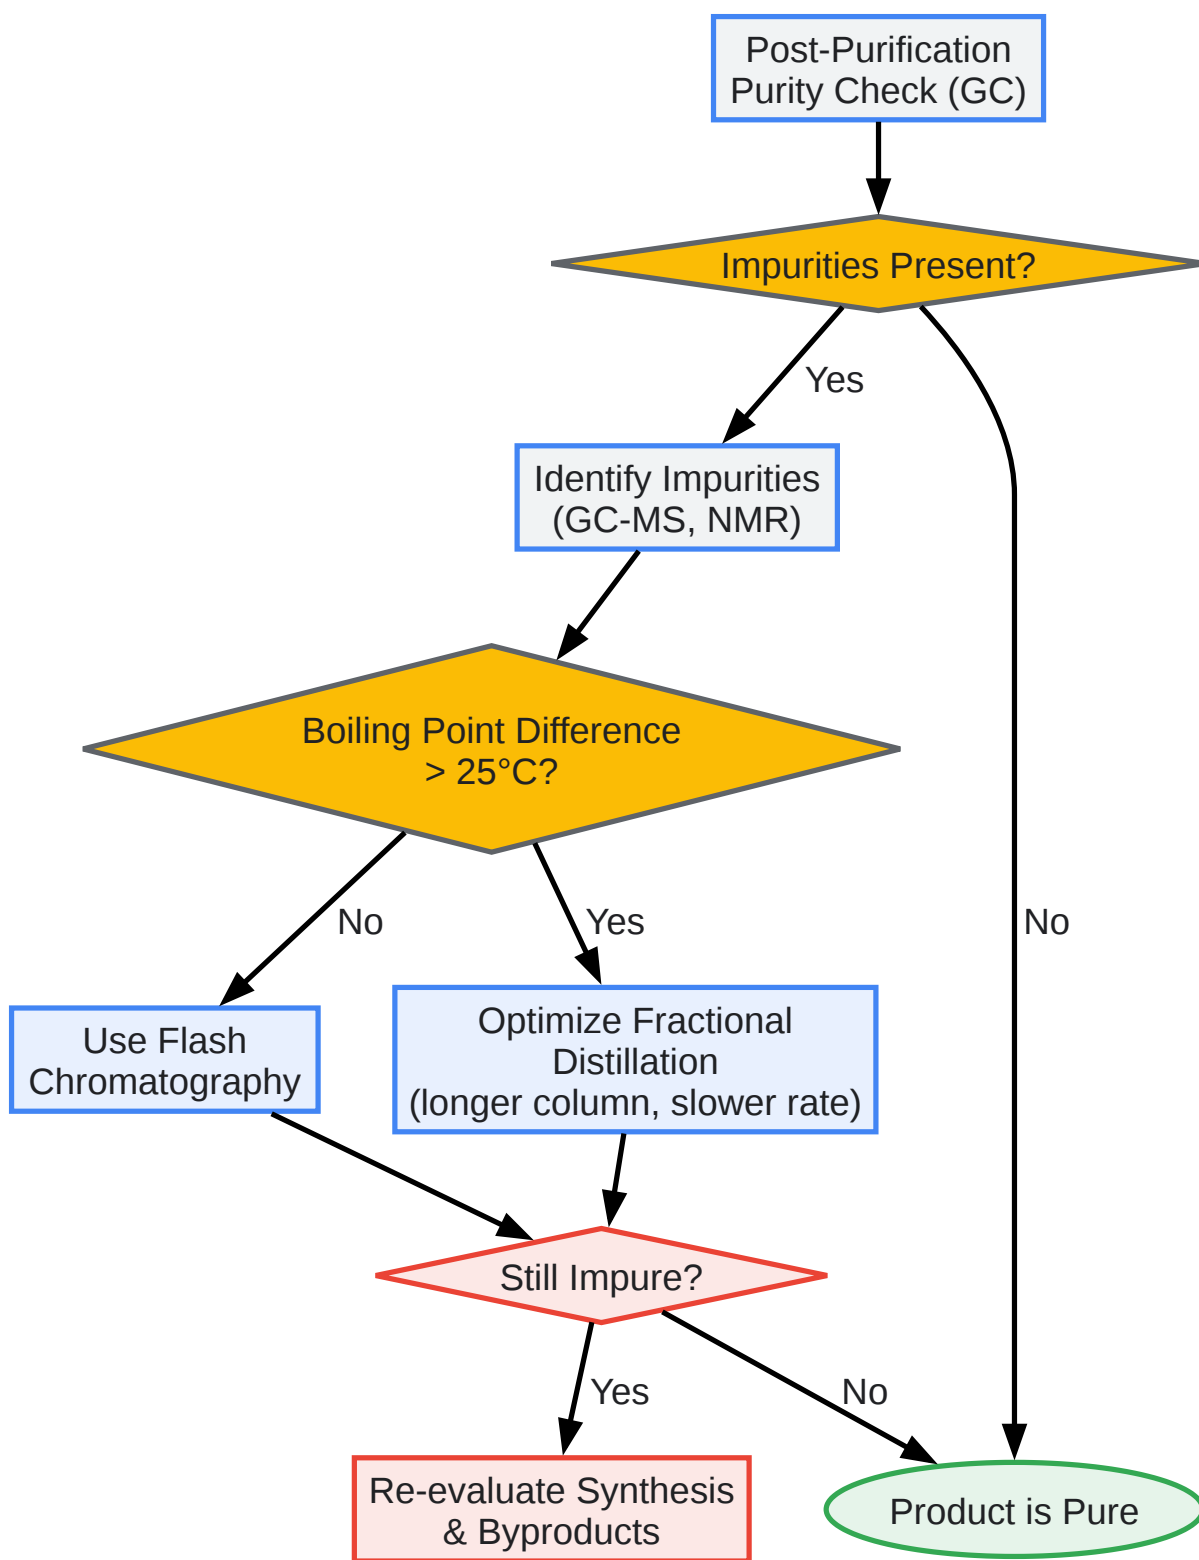 Post-Purification
Purity Check (GC)
Impurities Present?
Yes
Identify Impurities
(GC-MS, NMR)
Boiling Point Difference
> 25°C?
No
Yes
No
Use Flash
Chromatography
Optimize Fractional
Distillation
(longer column, slower rate)
Still Impure?
Yes
No
Re-evaluate Synthesis
& Byproducts
Product is Pure